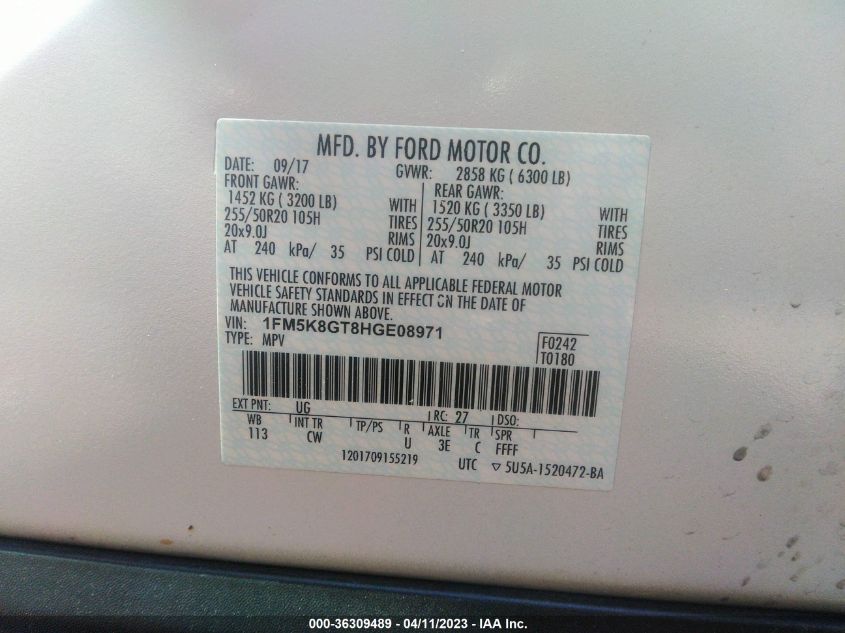 MFD. BY FORD MOTOR CO.
DATE: 09/17 GVWR: 2858 KG ( 6300 LB)
FRONT GAWR: REAR GAWR:
1452 KG ( 3200 LB) WITH 1520 KG ( 3350 LB) WITH
255/50R20 105H TIRES 255/50R20 105H TIRES
20x9.0J RIMS 20x9.0J RIMS
AT 240 kPa/ 35 PSI COLD AT 240 kPa/ 35 PSI COLD
THIS VEHICLE CONFORMS TO ALL APPLICABLE FEDERAL MOTOR
VEHICLE SAFETY STANDARDS IN EFFECT ON THE DATE OF
MANUFACTURE SHOWN ABOVE.
VIN: 1FM5K8GT8HGE08971
TYPE: MPV
F0242
T0180
EXT PNT: UG RC: 27 DSO:
WB INT TR TP/PS R AXLE TR SPR
113 CW U 3E C FFFF
1201709155219 UTC ▽ 5U5A-1520472-BA
000-36309489 - 04/11/2023 - IAA Inc.